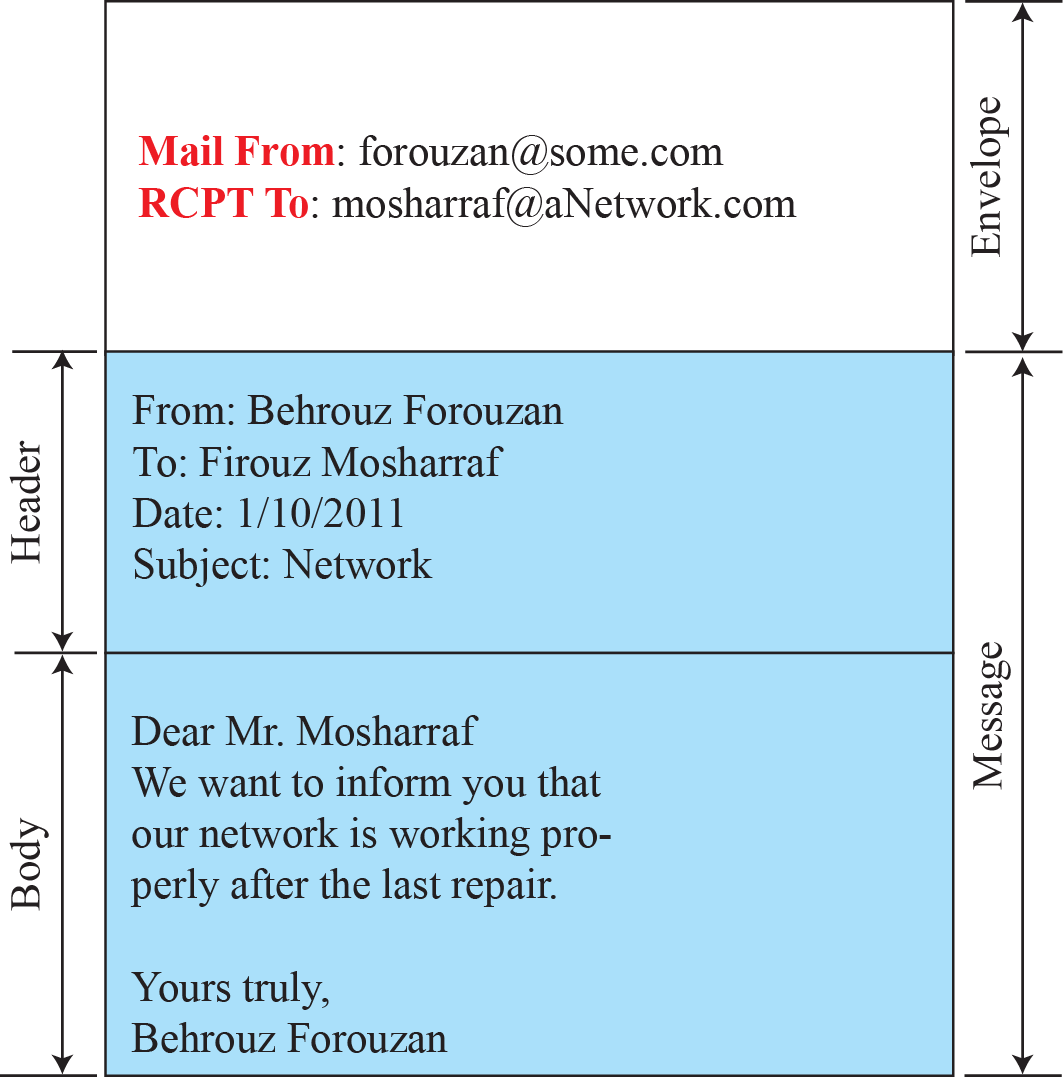 Mail From: forouzan@some.com
RCPT To: mosharraf@aNetwork.com
Envelope
Header
From: Behrouz Forouzan
To: Firouz Mosharraf
Date: 1/10/2011
Subject: Network
Message
Body
Dear Mr. Mosharraf
We want to inform you that
our network is working pro-
perly after the last repair.
Yours truly,
Behrouz Forouzan